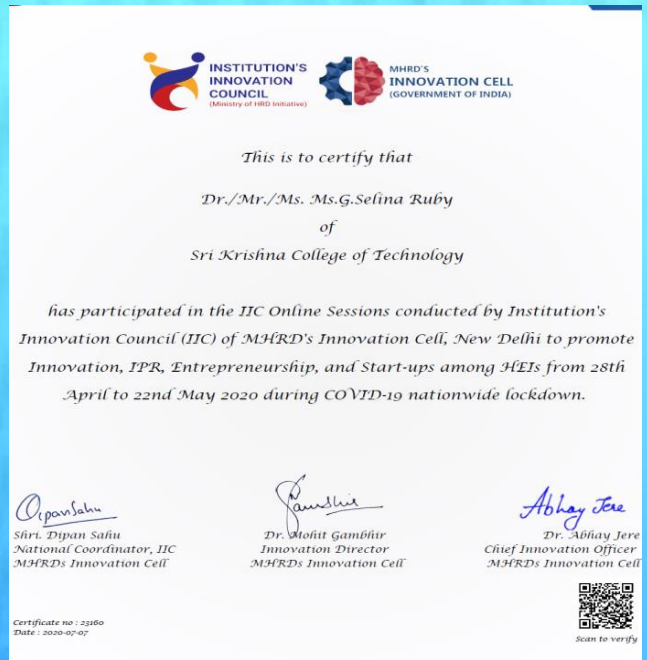 INSTITUTION'S
INNOVATION
COUNCIL
(Ministry of HRD Initiative)
MHRD'S
INNOVATION CELL
(GOVERNMENT OF INDIA)
This is to certify that
Dr./Mr./Ms. Ms.G.Selina Ruby
of
Sri Krishna College of Technology
has participated in the IIC Online Sessions conducted by Institution's
Innovation Council (IIC) of MHRD's Innovation Cell, New Delhi to promote
Innovation, IPR, Entrepreneurship, and Start-ups among HEIs from 28th
April to 22nd May 2020 during COVID-19 nationwide lockdown.
Dipan Sahu
Abhay Jere
Shri. Dipan Sahu
National Coordinator, IIC
MHRDs Innovation Cell
Dr. Mohit Gambhir
Innovation Director
MHRDs Innovation Cell
Dr. Abhay Jere
Chief Innovation Officer
MHRDs Innovation Cell
Certificate no : 23160
Date : 2020-07-07
Scan to verify